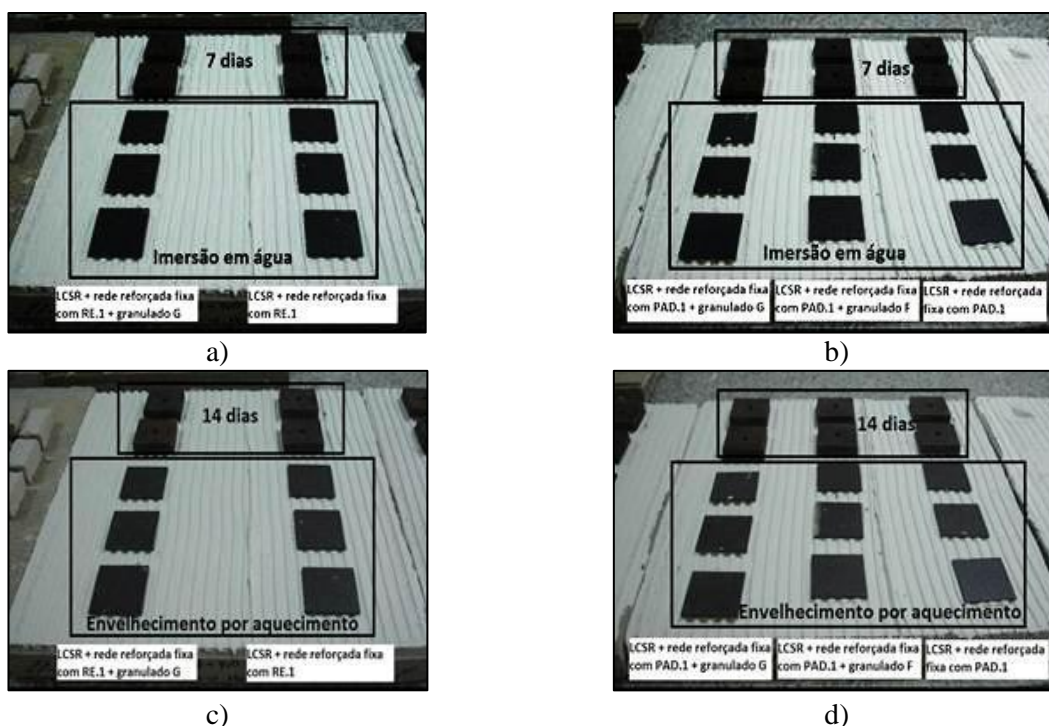 7 dias
Imersão em água
LCSR + rede reforçada fixa
com RE.1 + granulado G
LCSR + rede reforçada fixa
com RE.1
a)
7 dias
Imersão em água
LCSR + rede reforçada fixa
com PAD.1 + granulado G
LCSR + rede reforçada fixa
com PAD.1 + granulado F
LCSR + rede reforçada
fixa com PAD.1
b)
14 dias
Envelhecimento por aquecimento
LCSR + rede reforçada fixa
com RE.1 + granulado G
LCSR + rede reforçada fixa
com RE.1
c)
14 dias
Envelhecimento por aquecimento
LCSR + rede reforçada fixa
com PAD.1 + granulado G
LCSR + rede reforçada fixa
com PAD.1 + granulado F
LCSR + rede reforçada
fixa com PAD.1
d)